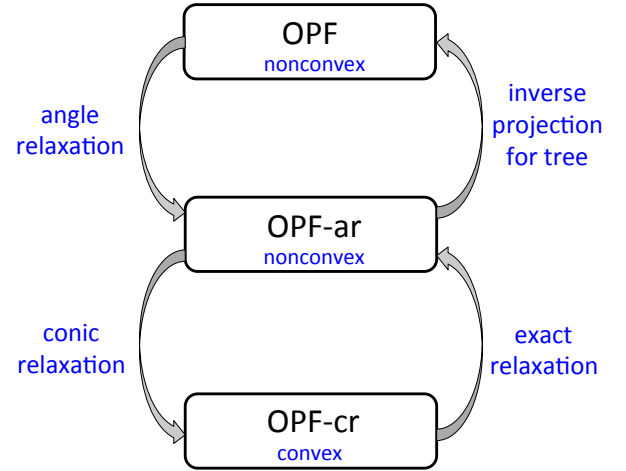 OPF
nonconvex
angle
relaxation
inverse
projection
for tree
OPF-ar
nonconvex
conic
relaxation
exact
relaxation
OPF-cr
convex